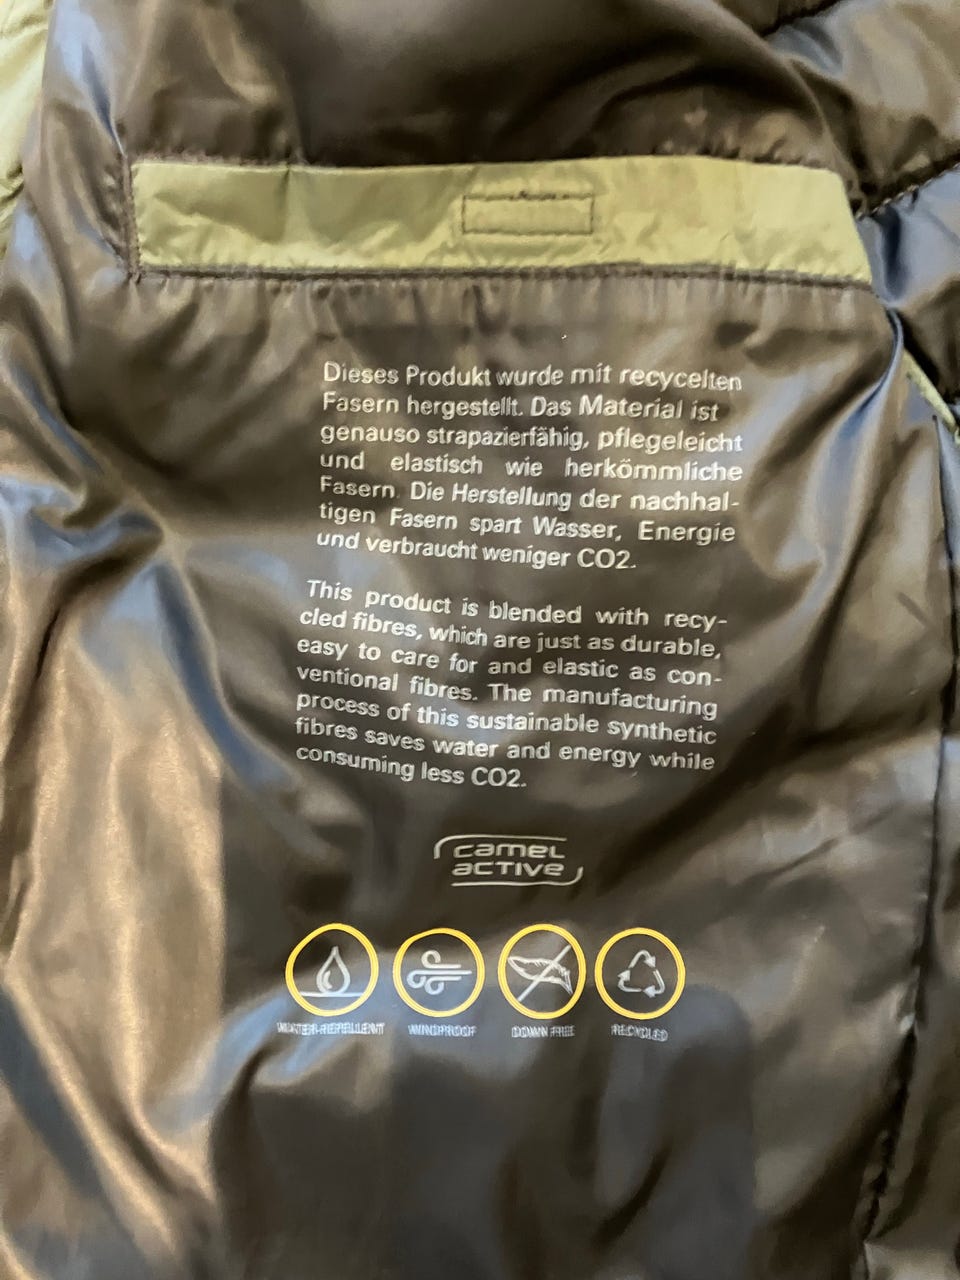 Dieses Produkt wurde mit recycelten
Fasern hergestellt. Das Material ist
genauso strapazierfähig, pflegeleicht
und elastisch wie herkömmliche
Fasern. Die Herstellung der nachhal-
tigen Fasern spart Wasser, Energie
und verbraucht weniger CO2.
This product is blended with recy-
cled fibres, which are just as durable,
easy to care for and elastic as con-
ventional fibres. The manufacturing
process of this sustainable synthetic
fibres saves water and energy while
consuming less CO2.
camel
active
WATER-REPELLENT WINDPROOF DOWN FREE RECYCLED